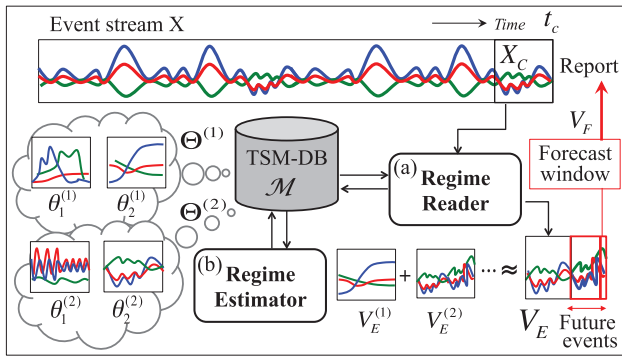 Event stream X
Time
t_c
X_C
Report
Θ^(1)
TSM-DB
ℳ
(a)
Regime
Reader
V_F
Forecast
window
θ_1^(1)
θ_2^(1)
Θ^(2)
(b)
Regime
Estimator
θ_1^(2)
θ_2^(2)
+
··· ≈
V_E^(1)
V_E^(2)
V_E
Future
events